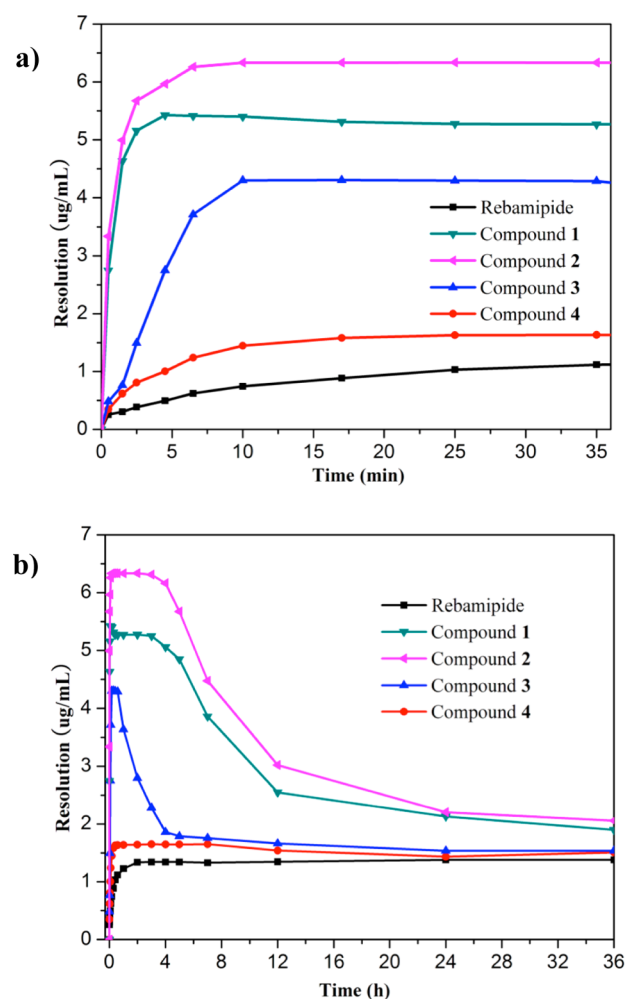 a)
7
6
5
4
3
2
1
0
Resolution (ug/mL)
Rebamipide
Compound 1
Compound 2
Compound 3
Compound 4
0 5 10 15 20 25 30 35
Time (min)
b)
7
6
5
4
3
2
1
0
Resolution (ug/mL)
Rebamipide
Compound 1
Compound 2
Compound 3
Compound 4
0 4 8 12 16 20 24 28 32 36
Time (h)